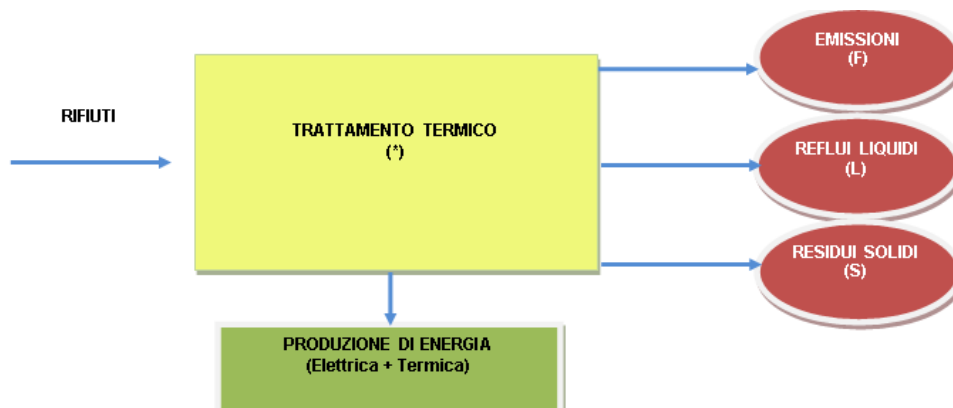 RIFIUTI
TRATTAMENTO TERMICO
(*)
EMISSIONI
(F)
REFLUI LIQUIDI
(L)
RESIDUI SOLIDI
(S)
PRODUZIONE DI ENERGIA
(Elettrica + Termica)